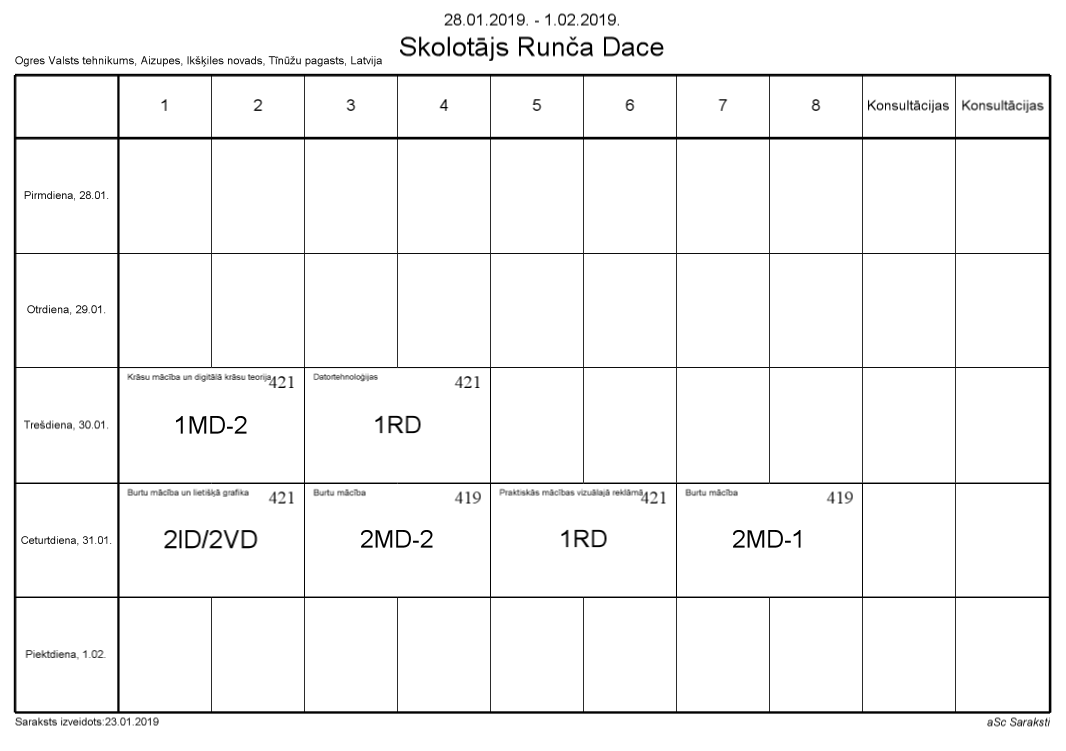 28.01.2019. - 1.02.2019.
Skolotājs Runča Dace
Ogres Valsts tehnikums, Aizupes, Ikšķiles novads, Tīnūžu pagasts, Latvija
1 2 3 4 5 6 7 8 Konsultācijas Konsultācijas
Pirmdiena, 28.01.
Otrdiena, 29.01.
Krāsu mācība un digitālā krāsu teorija 421 Datortehnoloģijas 421
Trešdiena, 30.01. 1MD-2 1RD
Burtu mācība un lietišķā grafika 421 Burtu mācība 419 Praktiskās mācības vizuālajā reklāmā 421 Burtu mācība 419
Ceturtdiena, 31.01. 2ID/2VD 2MD-2 1RD 2MD-1
Piektdiena, 1.02.
Saraksts izveidots:23.01.2019 aSc Saraksti